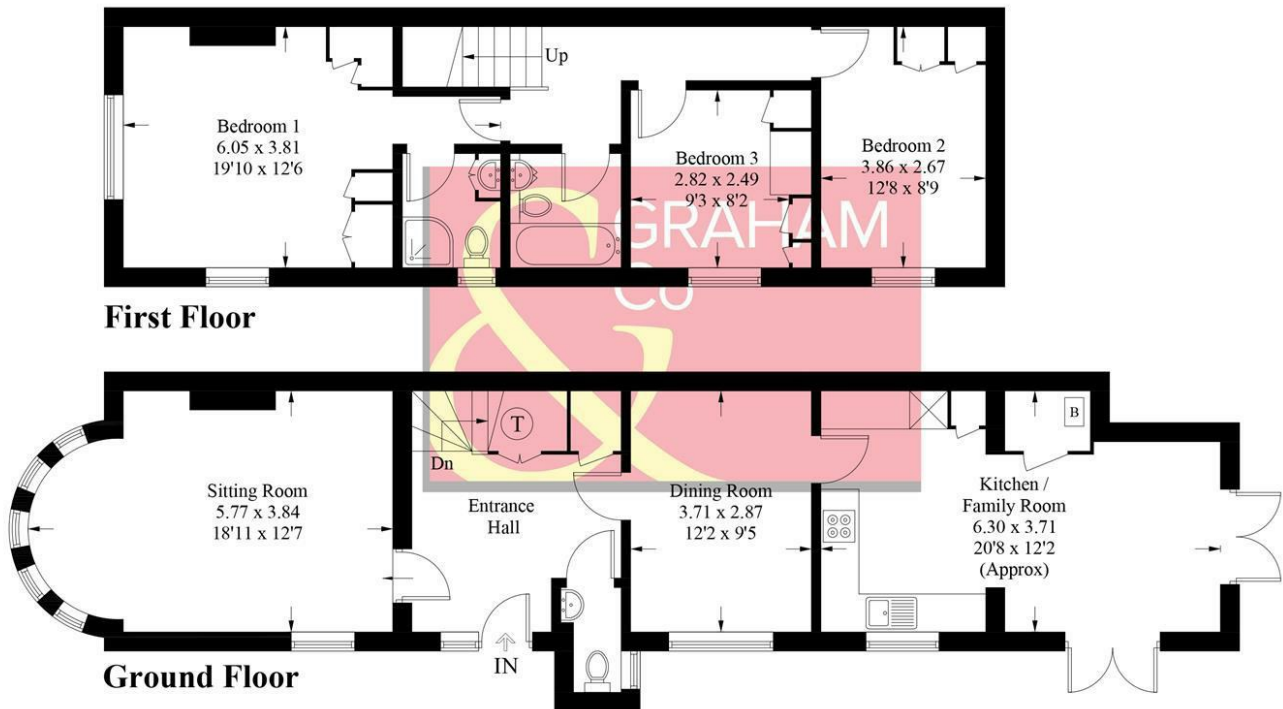 Up
Bedroom 1
6.05 x 3.81
19'10 x 12'6
Bedroom 3
2.82 x 2.49
9'3 x 8'2
Bedroom 2
3.86 x 2.67
12'8 x 8'9
GRAHAM
&
Co
First Floor
T
B
Dn
Sitting Room
5.77 x 3.84
18'11 x 12'7
Entrance
Hall
Dining Room
3.71 x 2.87
12'2 x 9'5
Kitchen /
Family Room
6.30 x 3.71
20'8 x 12'2
(Approx)
IN
Ground Floor